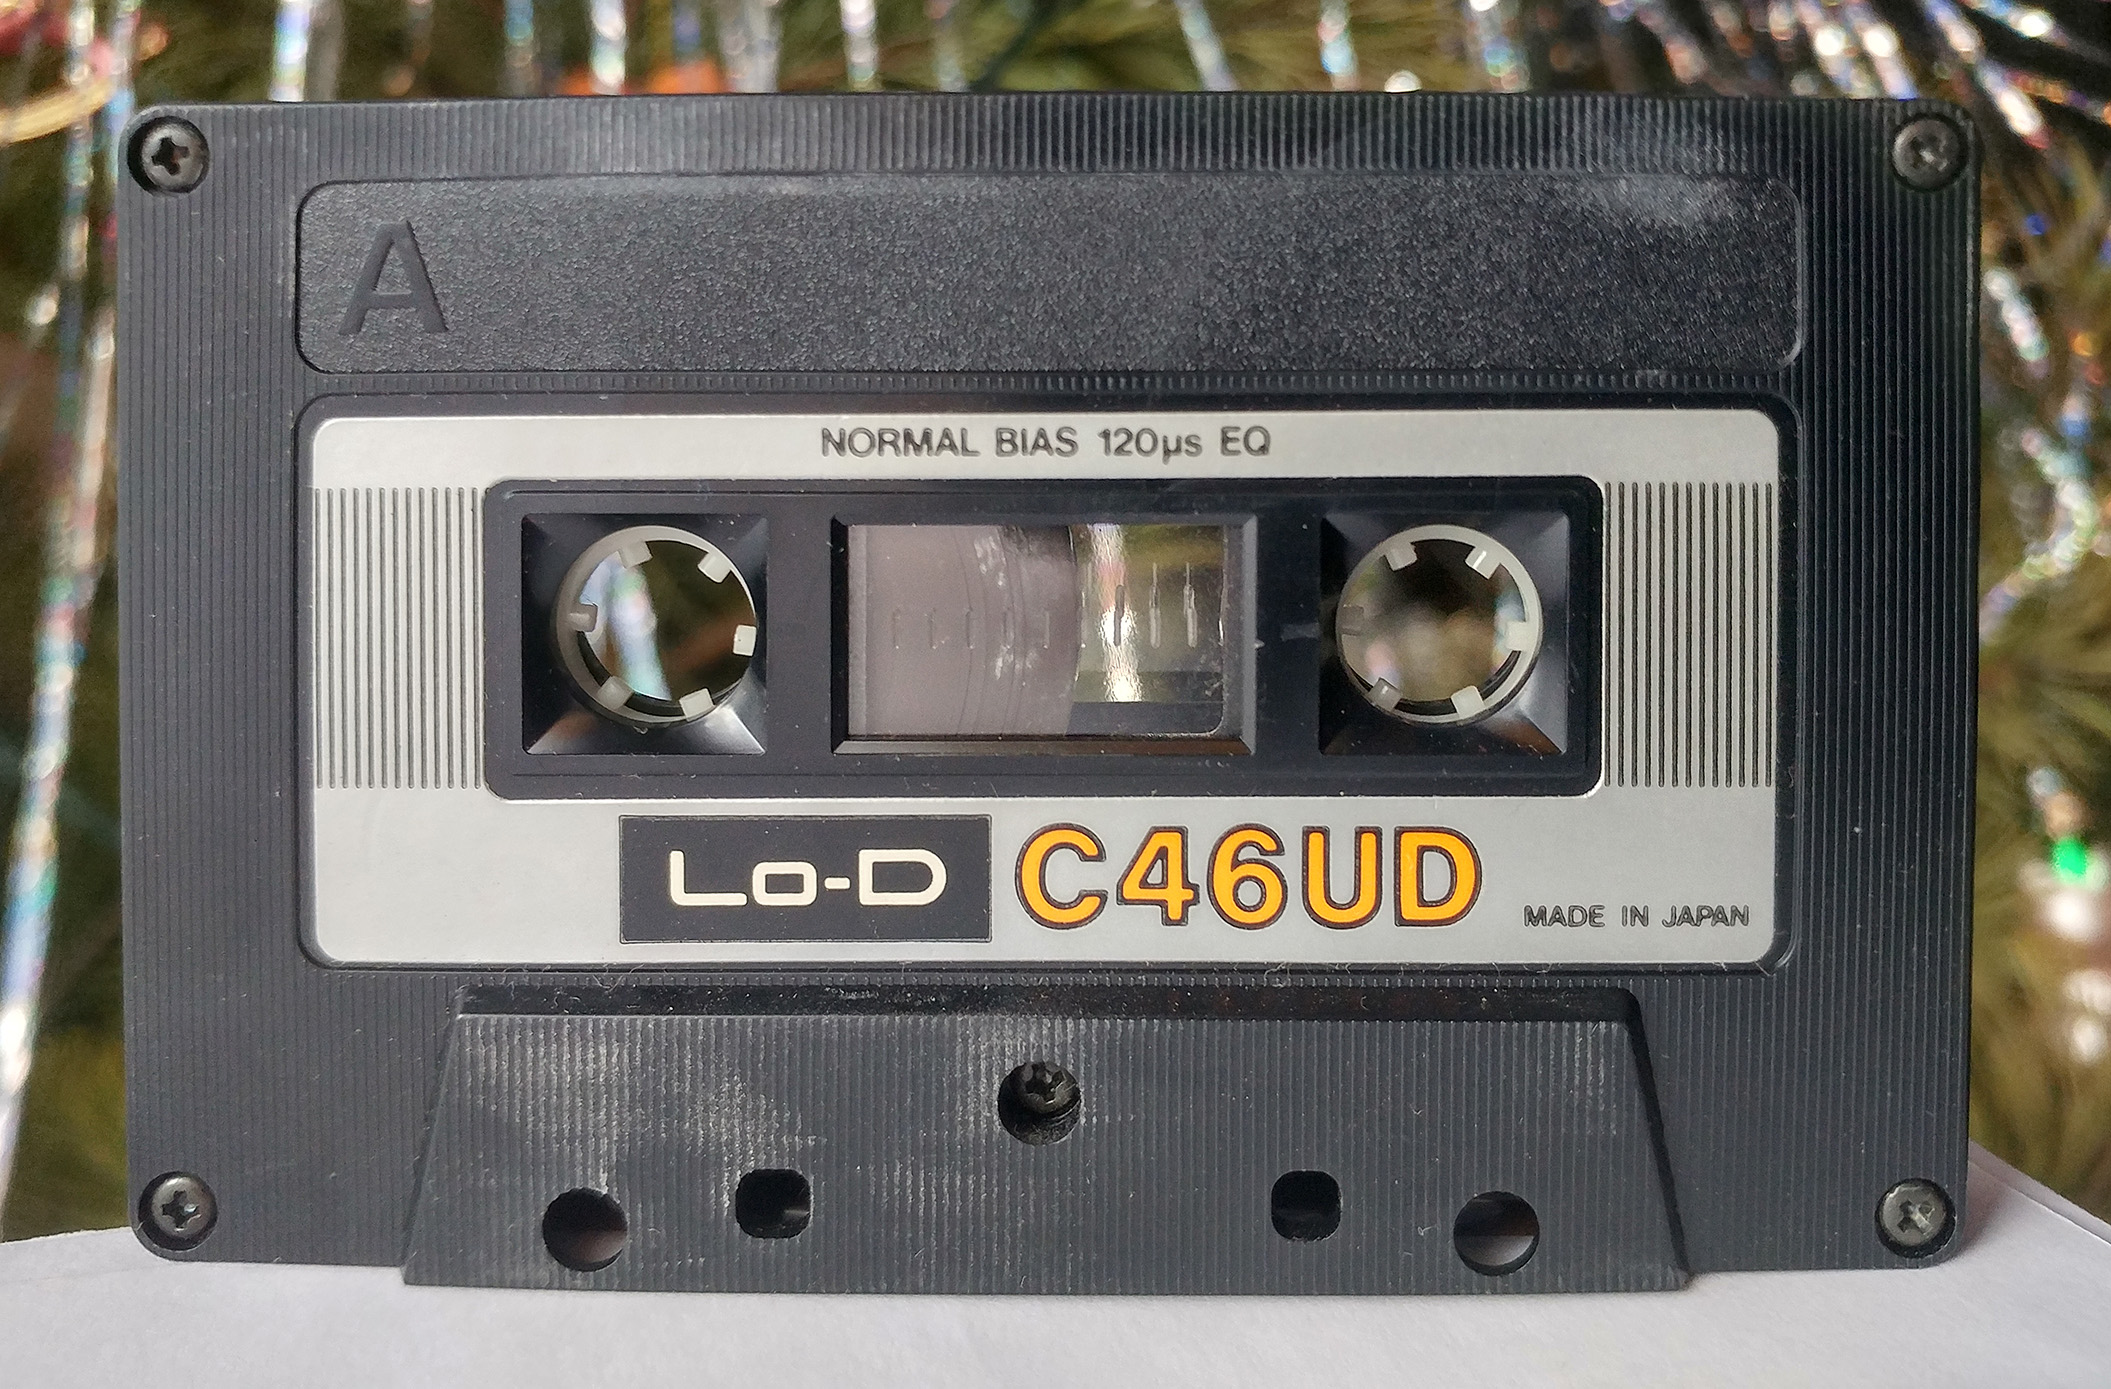 A
NORMAL BIAS 120µs EQ
Lo-D C46UD MADE IN JAPAN